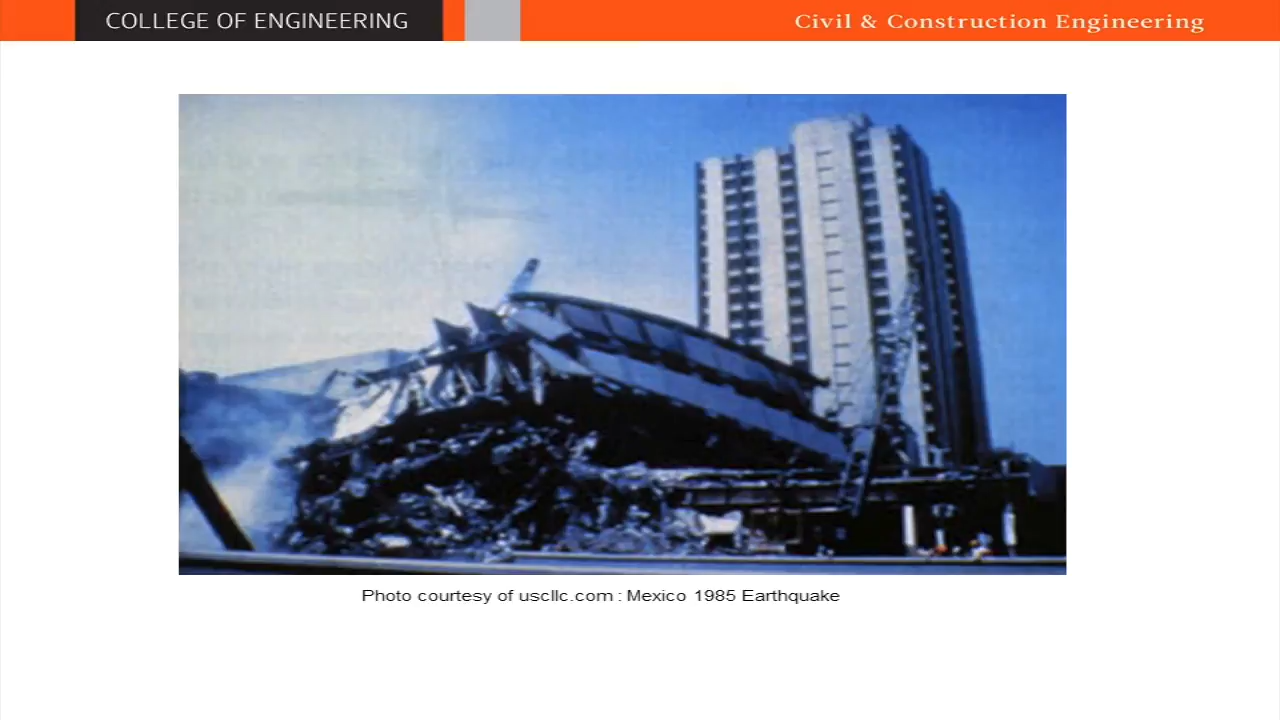 COLLEGE OF ENGINEERING
Civil & Construction Engineering
Photo courtesy of uscllc.com : Mexico 1985 Earthquake